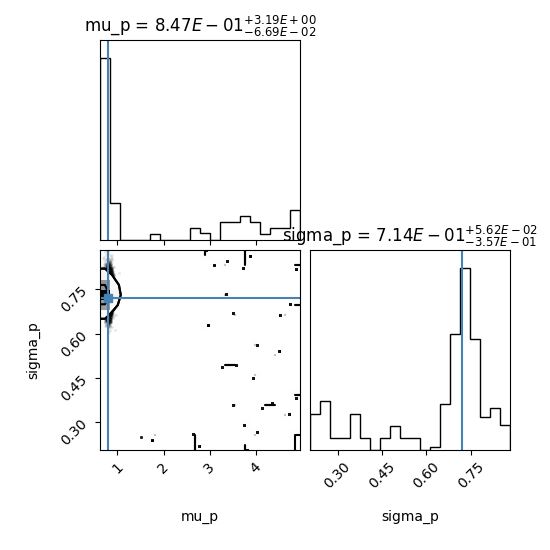 mu_p = 8.47E − 01+3.19E+00 −6.69E−02
sigma_p = 7.14E − 01+5.62E−02 −3.57E−01
0.75
0.60
0.45
0.30
sigma_p
1 2 3 4
0.30 0.45 0.60 0.75
mu_p
sigma_p